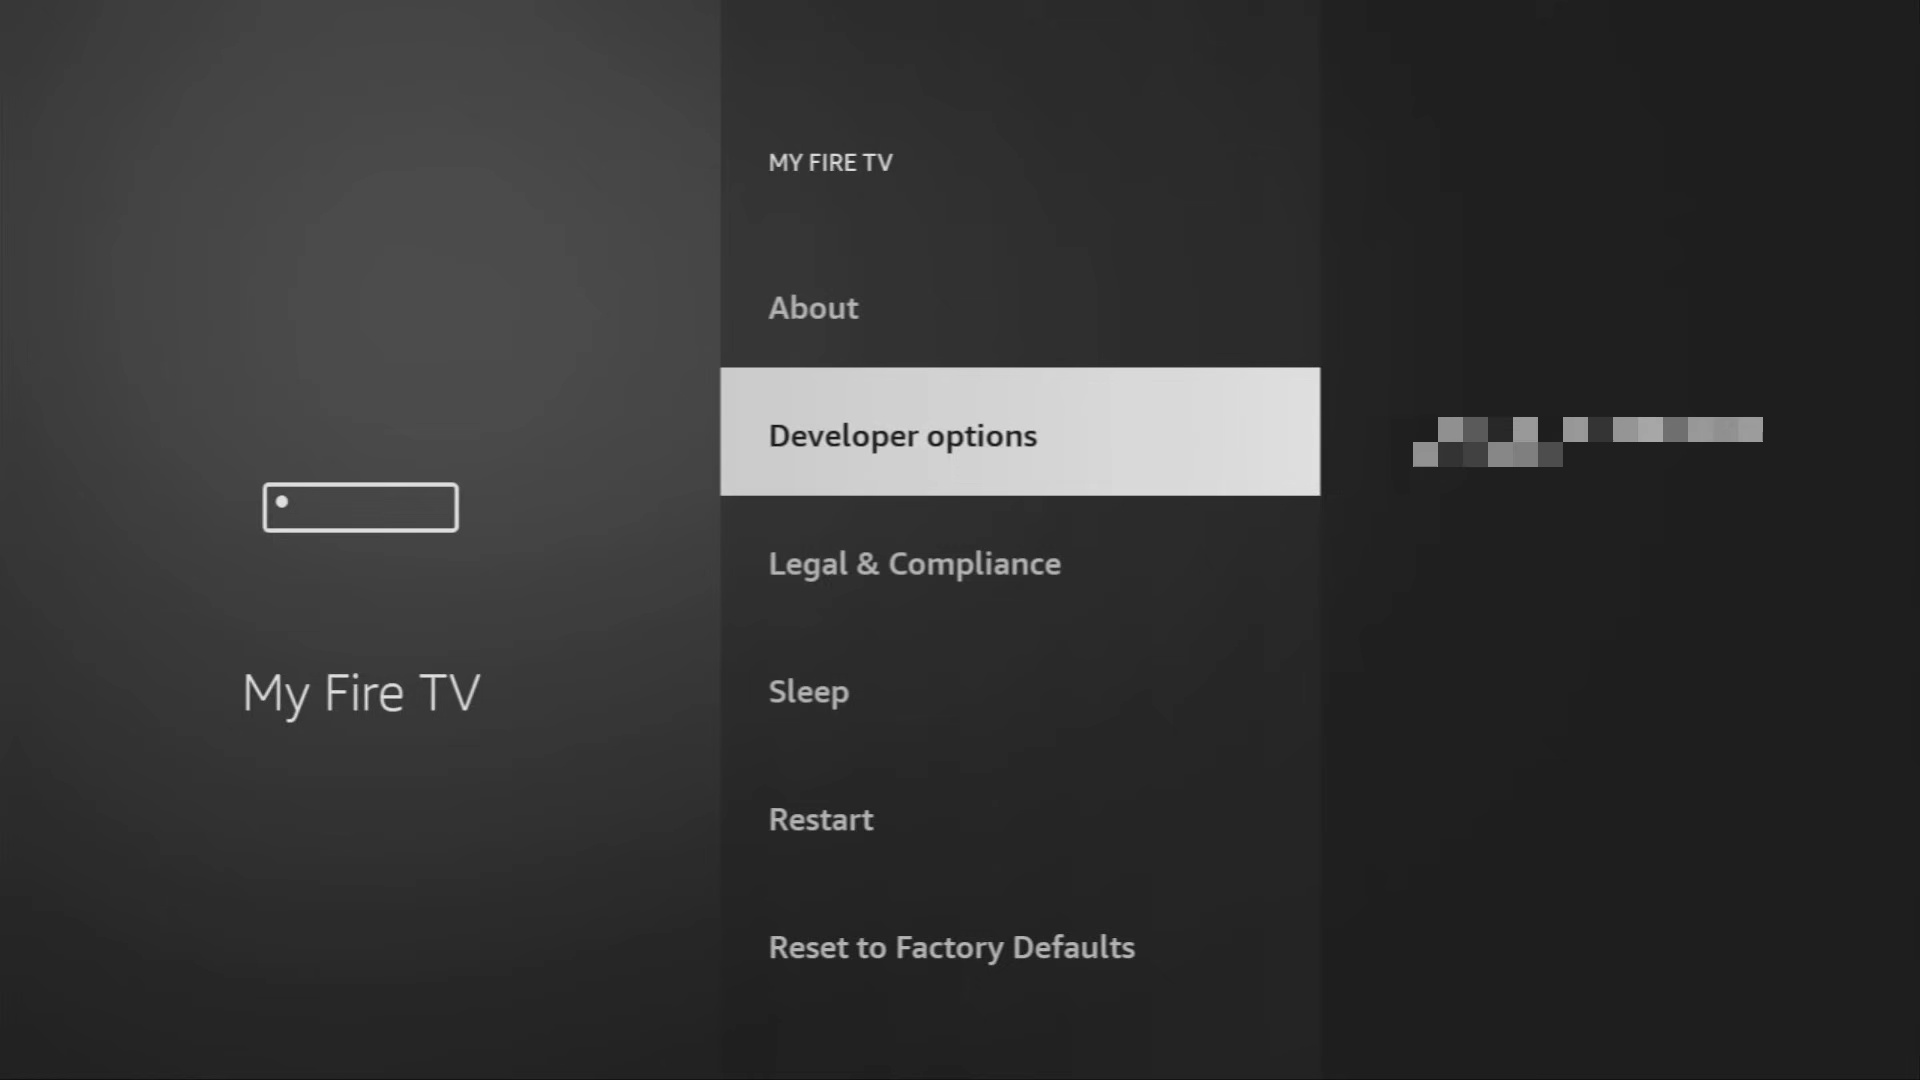 MY FIRE TV
About
Developer options
Legal & Compliance
Sleep
Restart
Reset to Factory Defaults
My Fire TV